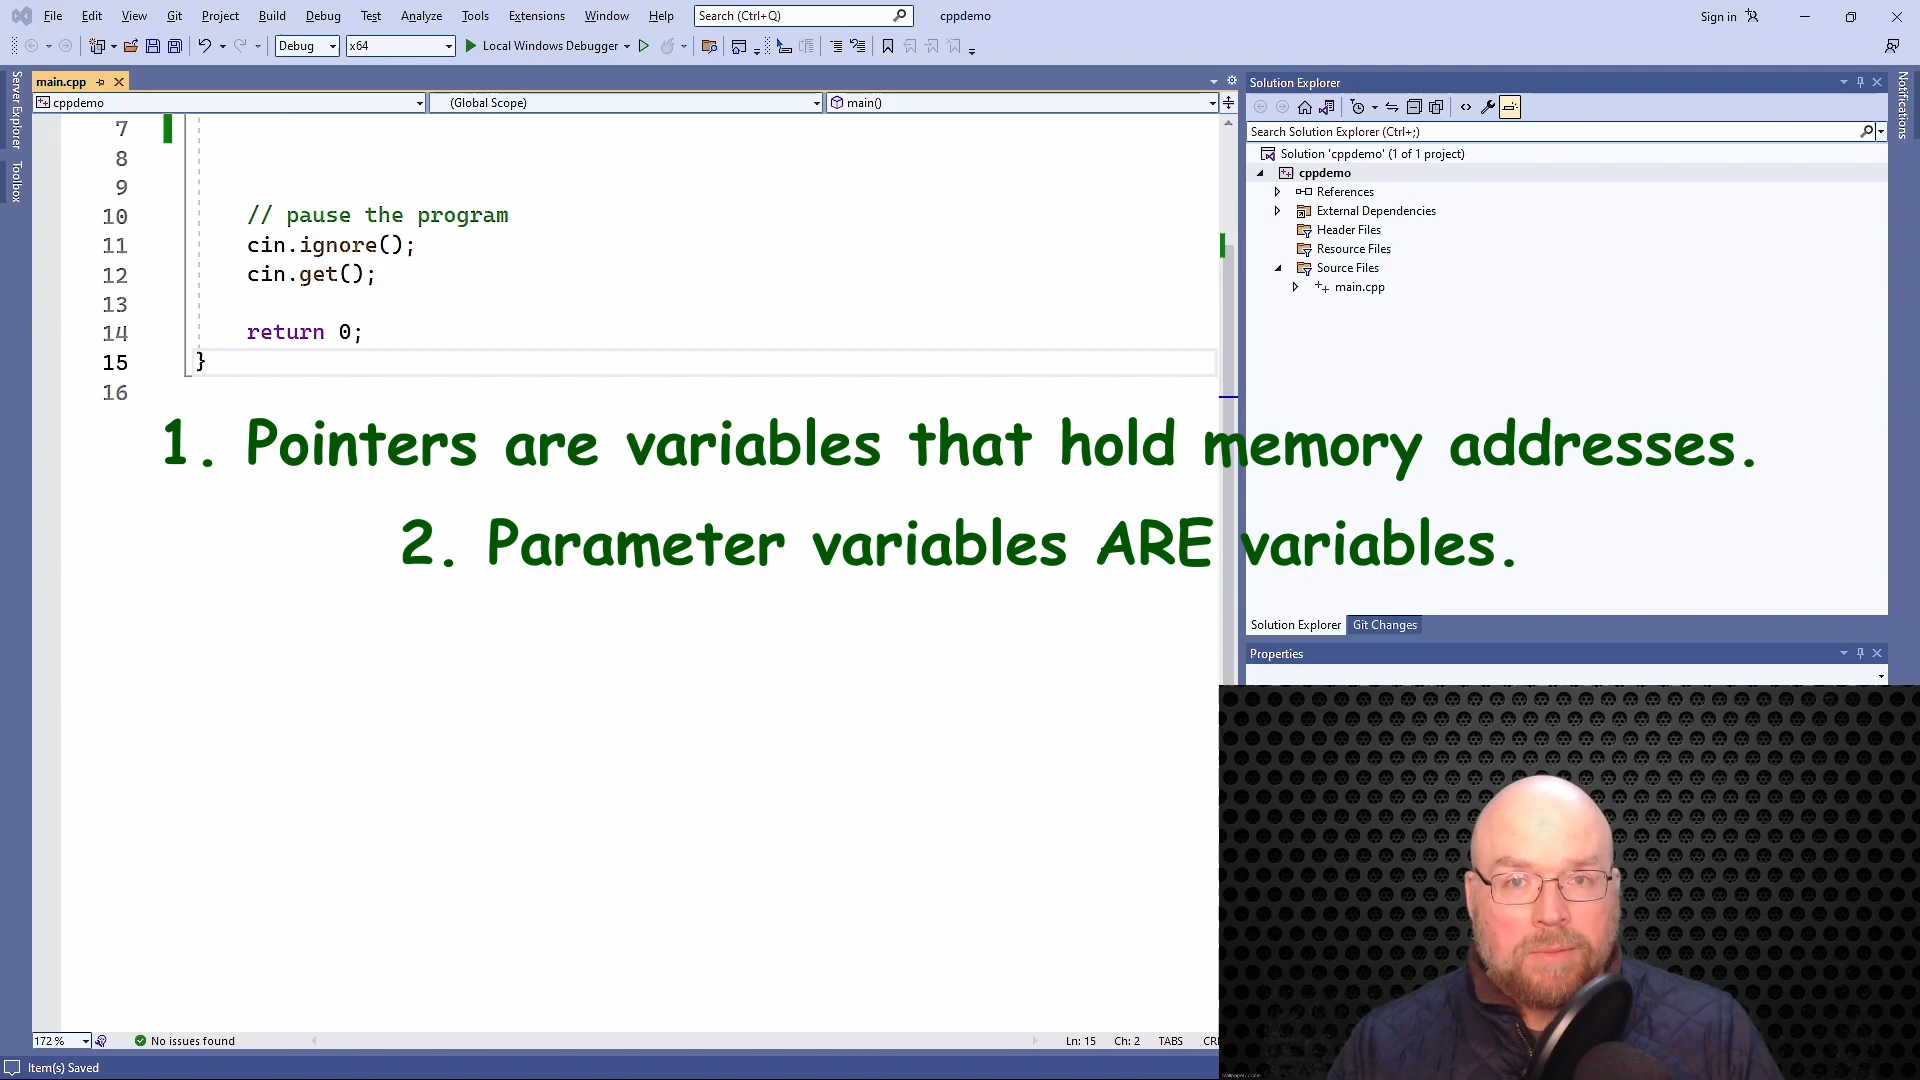 File Edit View Git Project Build Debug Test Analyze Tools Extensions Window Help Search (Ctrl+Q) cppdemo Sign in
Debug x64 Local Windows Debugger
Server Explorer
Toolbox
main.cpp
cppdemo (Global Scope) main()
7
8
9
10 // pause the program
11 cin.ignore();
12 cin.get();
13
14 return 0;
15 }
16
1. Pointers are variables that hold memory addresses.
2. Parameter variables ARE variables.
Solution Explorer
Search Solution Explorer (Ctrl+;)
Solution 'cppdemo' (1 of 1 project)
cppdemo
References
External Dependencies
Header Files
Resource Files
Source Files
main.cpp
Solution Explorer Git Changes
Properties
Notifications
172 % No issues found Ln: 15 Ch: 2 TABS CR
Item(s) Saved